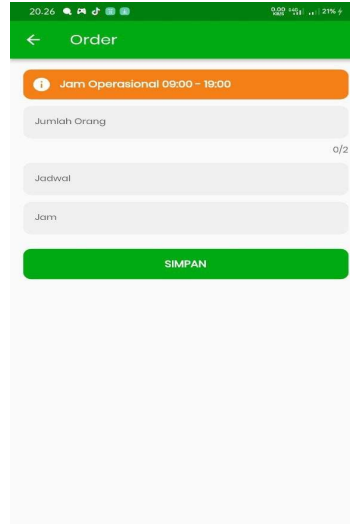 20.26 21%
Order
Jam Operasional 09:00 - 19:00
Jumlah Orang
0/2
Jadwal
Jam
SIMPAN